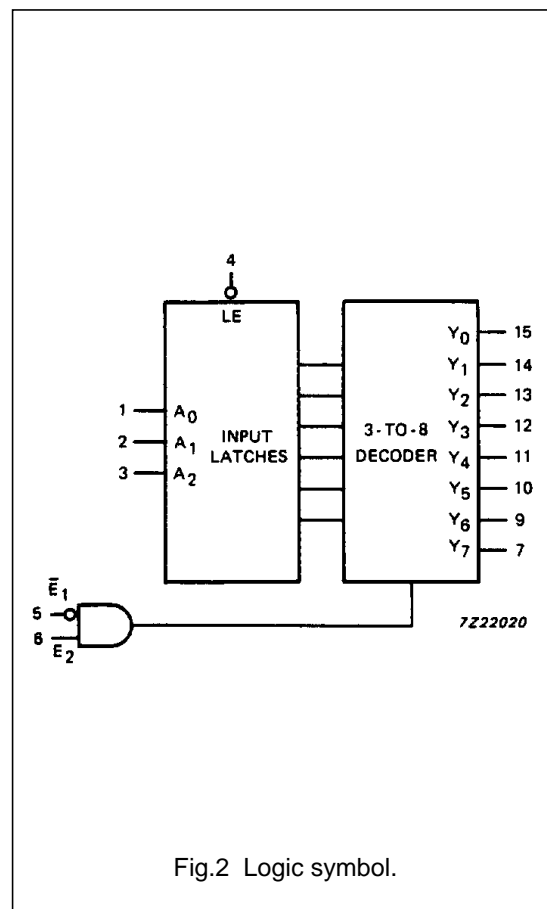 4
LE
1 A0
2 A1
3 A2
INPUT
LATCHES
3-TO-8
DECODER
Y0 15
Y1 14
Y2 13
Y3 12
Y4 11
Y5 10
Y6 9
Y7 7
5 E̅1
6 E2
7Z22020
Fig.2 Logic symbol.